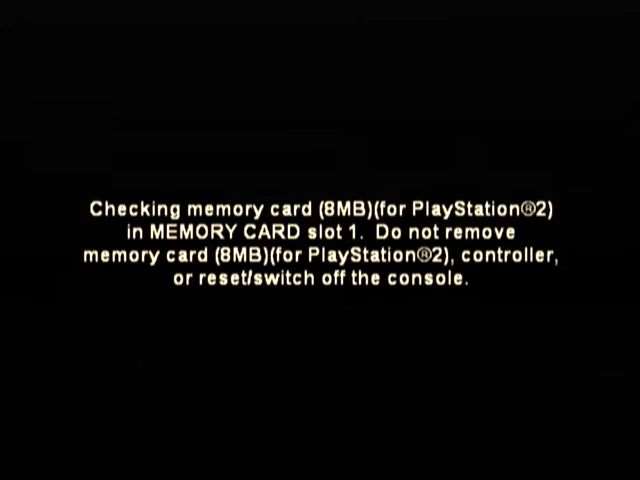 Checking memory card (8MB)(for PlayStation®2)
in MEMORY CARD slot 1.  Do not remove
memory card (8MB)(for PlayStation®2), controller,
or reset/switch off the console.